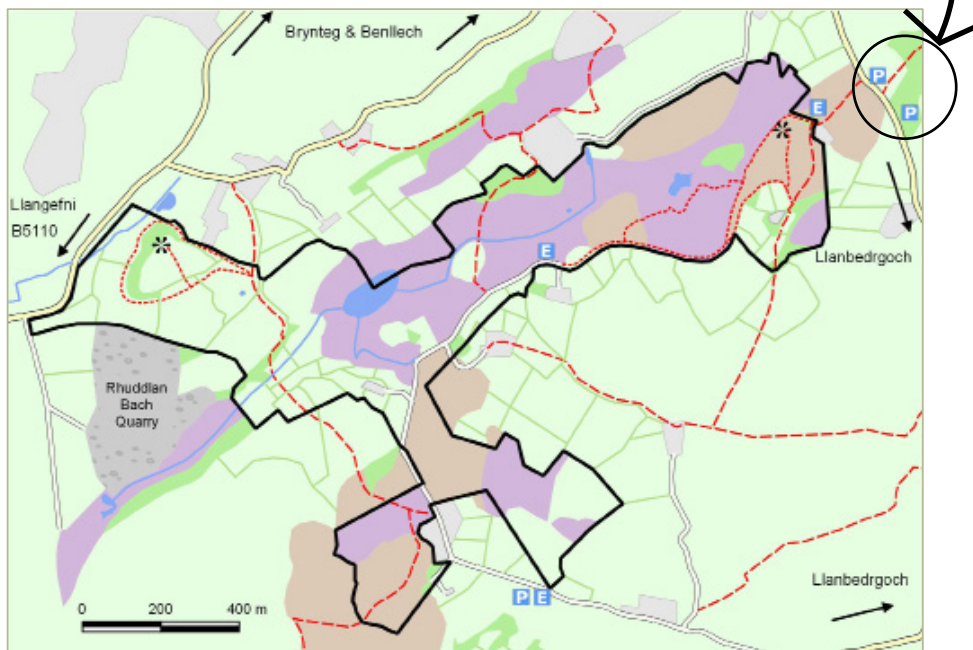 Brynteg & Benllech
P
E
P
Llangefni
B5110
E
Llanbedrgoch
Rhuddlan
Bach
Quarry
Llanbedrgoch
P E
0 200 400 m